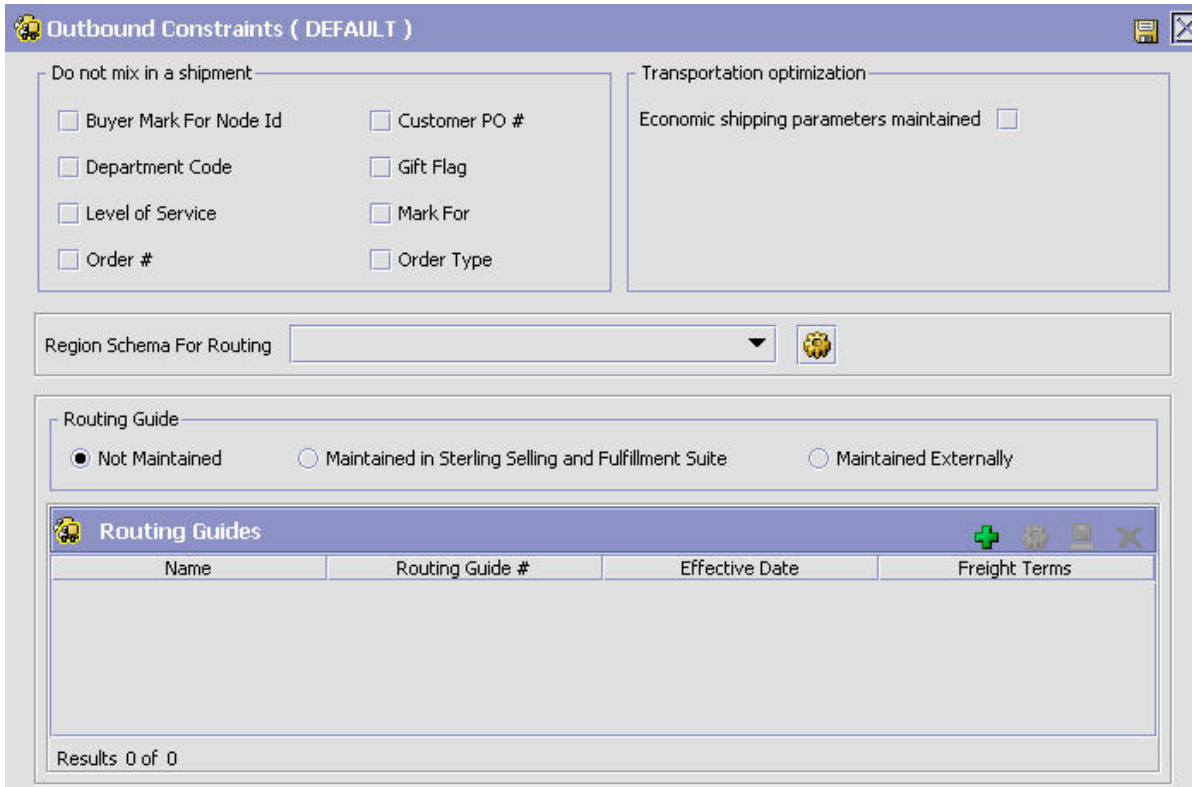 Outbound Constraints ( DEFAULT )
Do not mix in a shipment
Buyer Mark For Node Id
Customer PO #
Department Code
Gift Flag
Level of Service
Mark For
Order #
Order Type
Transportation optimization
Economic shipping parameters maintained
Region Schema For Routing
Routing Guide
Not Maintained
Maintained in Sterling Selling and Fulfillment Suite
Maintained Externally
Routing Guides
Name
Routing Guide #
Effective Date
Freight Terms
Results 0 of 0